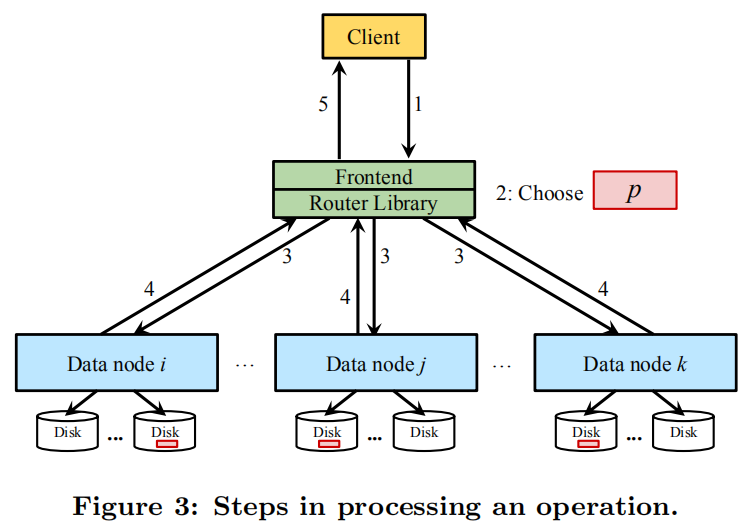 Client
5
1
Frontend
Router Library
2: Choose
p
4
3
4
3
3
4
Data node i
...
Data node j
...
Data node k
Disk
...
Disk
Disk
...
Disk
Disk
...
Disk
Figure 3: Steps in processing an operation.